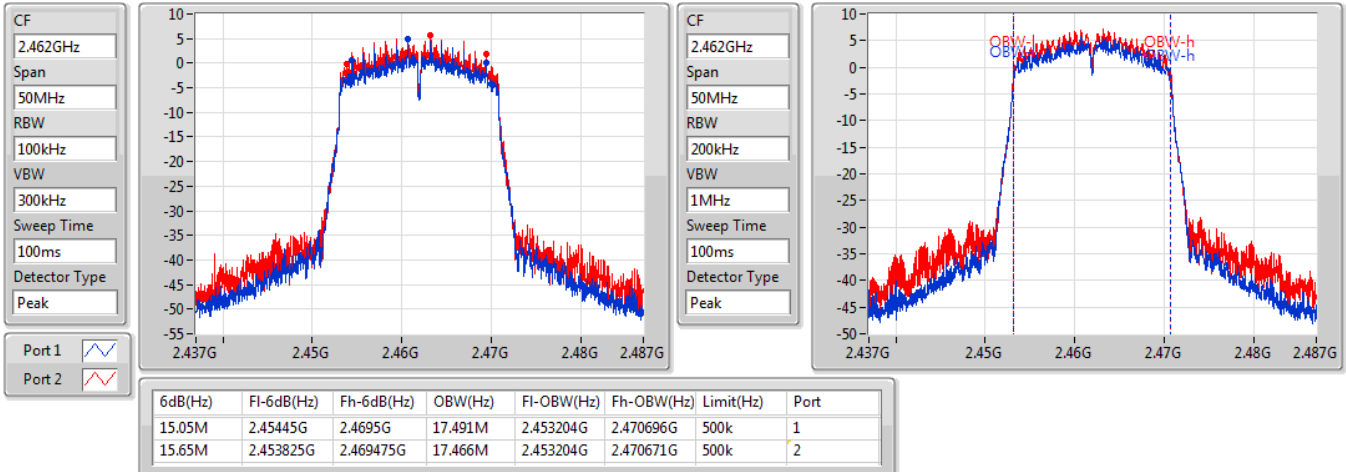 CF
2.462GHz
Span
50MHz
RBW
100kHz
VBW
300kHz
Sweep Time
100ms
Detector Type
Peak
Port 1
Port 2
10
5
0
-5
-10
-15
-20
-25
-30
-35
-40
-45
-50
-55
2.437G 2.45G 2.46G 2.47G 2.48G 2.487G
CF
2.462GHz
Span
50MHz
RBW
200kHz
VBW
1MHz
Sweep Time
100ms
Detector Type
Peak
10
5
0
-5
-10
-15
-20
-25
-30
-35
-40
-45
-50
OBW-h
OBW-h
2.437G 2.45G 2.46G 2.47G 2.48G 2.487G
6dB(Hz) Fl-6dB(Hz) Fh-6dB(Hz) OBW(Hz) Fl-OBW(Hz) Fh-OBW(Hz) Limit(Hz) Port
15.05M 2.45445G 2.4695G 17.491M 2.453204G 2.470696G 500k 1
15.65M 2.453825G 2.469475G 17.466M 2.453204G 2.470671G 500k 2